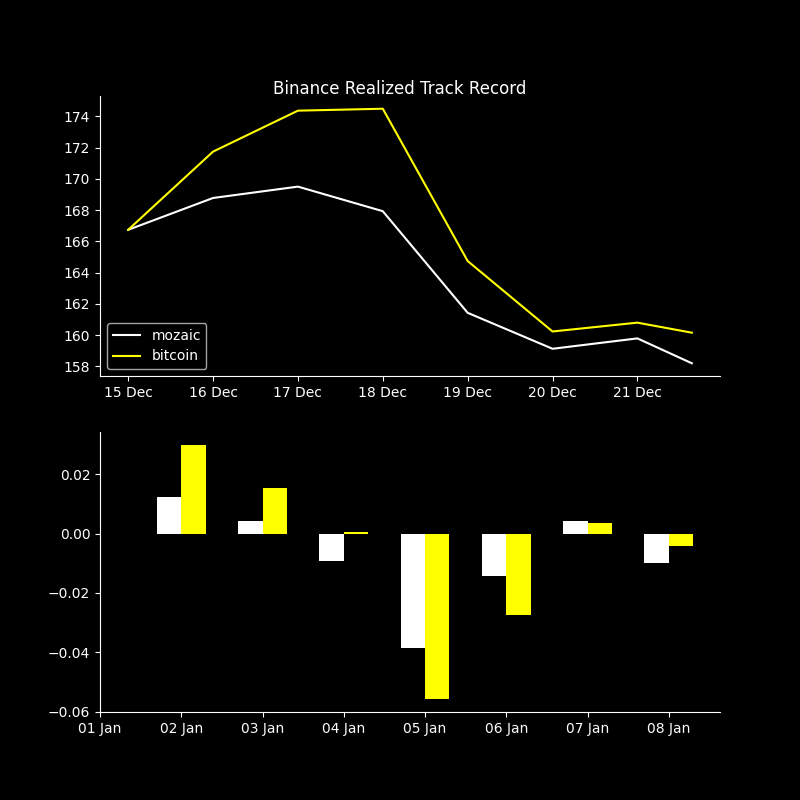 Binance Realized Track Record
174
172
170
168
166
164
162
160
158
mozaic
bitcoin
15 Dec 16 Dec 17 Dec 18 Dec 19 Dec 20 Dec 21 Dec
0.02
0.00
−0.02
−0.04
−0.06
01 Jan 02 Jan 03 Jan 04 Jan 05 Jan 06 Jan 07 Jan 08 Jan